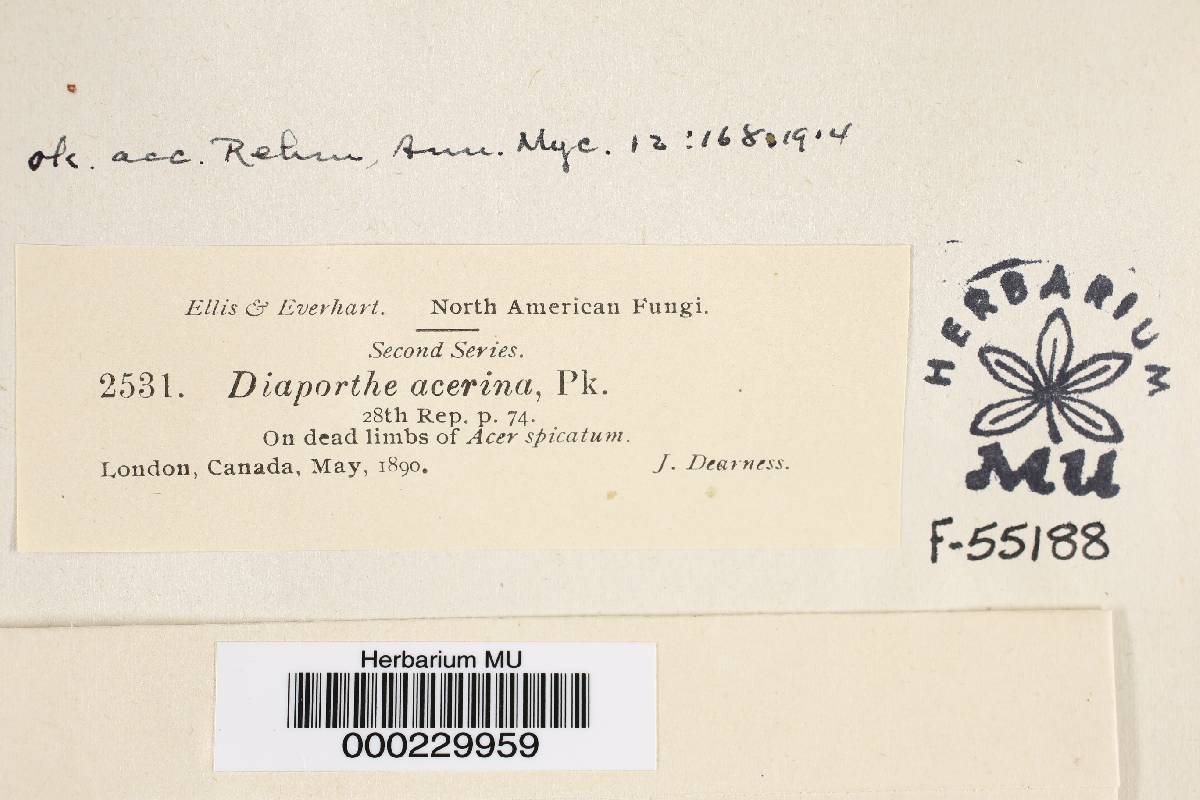 ok. acc. Rehm, Ann. Myc. 12:168.1914
Ellis & Everhart. North American Fungi.
Second Series.
2531. Diaporthe acerina, Pk.
28th Rep. p. 74.
On dead limbs of Acer spicatum.
London, Canada, May, 1890. J. Dearness.
HERBARIUM
MU
F-55188
Herbarium MU
000229959